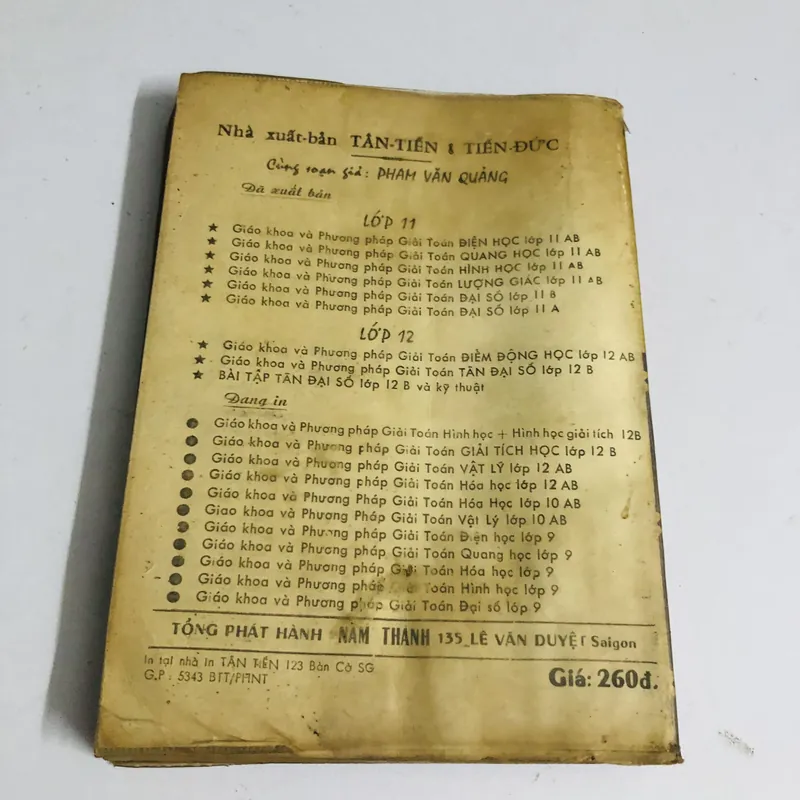 Nhà xuất-bản TÂN-TIẾN & TIẾN-ĐỨC
Cùng soạn giả: PHẠM VĂN QUẢNG
Đã xuất bản
LỚP 11
★ Giáo khoa và Phương pháp Giải Toán ĐIỆN HỌC lớp 11 AB
★ Giáo khoa và Phương pháp Giải Toán QUANG HỌC lớp 11 AB
★ Giáo khoa và Phương pháp Giải Toán HÌNH HỌC lớp 11 AB
★ Giáo khoa và Phương pháp Giải Toán LƯỢNG GIÁC lớp 11 AB
★ Giáo khoa và Phương pháp Giải Toán ĐẠI SỐ lớp 11 B
★ Giáo khoa và Phương pháp Giải Toán ĐẠI SỐ lớp 11 A
LỚP 12
★ Giáo khoa và Phương pháp Giải Toán ĐIỂM ĐỘNG HỌC lớp 12 AB
★ Giáo khoa và Phương pháp Giải Toán TÂN ĐẠI SỐ lớp 12 B
★ BÀI TẬP TÂN ĐẠI SỐ lớp 12 B và kỹ thuật
Đang in
● Giáo khoa và Phương pháp Giải Toán Hình học + Hình học giải tích 12B
● Giáo khoa và Phương pháp Giải Toán GIẢI TÍCH HỌC lớp 12 B
● Giáo khoa và Phương pháp Giải Toán VẬT LÝ lớp 12 AB
● Giáo khoa và Phương Pháp Giải Toán Hóa học lớp 12 AB
● Giáo khoa và Phương Pháp Giải Toán Hóa Học lớp 10 AB
● Giáo khoa và Phương Pháp Giải Toán Vật Lý lớp 10 AB
● Giáo khoa và Phương pháp Giải Toán Điện học lớp 9
● Giáo khoa và Phương pháp Giải Toán Quang học lớp 9
● Giáo khoa và Phương pháp Giải Toán Hóa học lớp 9
● Giáo khoa và Phương pháp Giải Toán Hình học lớp 9
● Giáo khoa và Phương pháp Giải Toán Đại số lớp 9
TỔNG PHÁT HÀNH NAM THANH 135_LÊ VĂN DUYỆT Saigon
In tại nhà in TÂN TIẾN 123 Bàn Cờ SG
G.P : 5343 BTT/PHNT
Giá: 260đ.